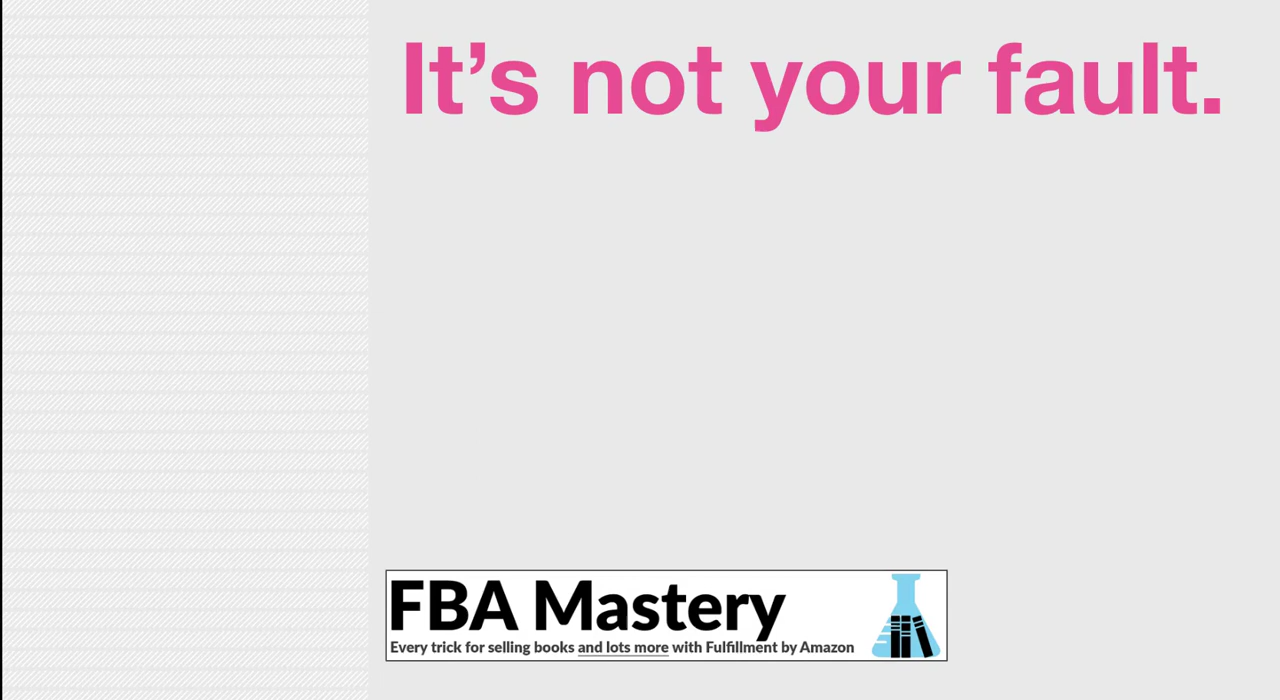 It’s not your fault.
FBA Mastery
Every trick for selling books and lots more with Fulfillment by Amazon